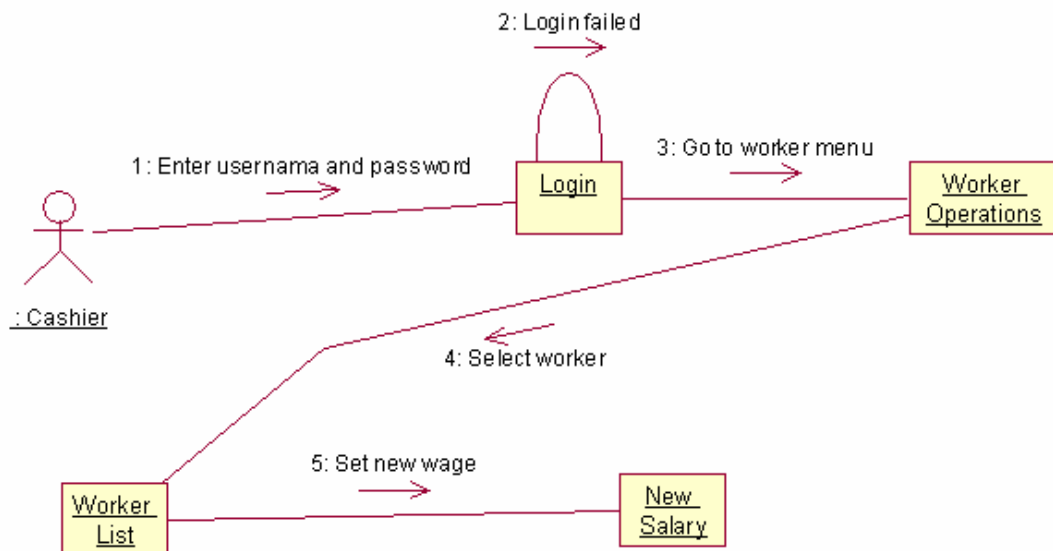 2: Login failed
1: Enter usernama and password
3: Go to worker menu
Login
Worker
Operations
: Cashier
4: Select worker
5: Set new wage
Worker
List
New
Salary